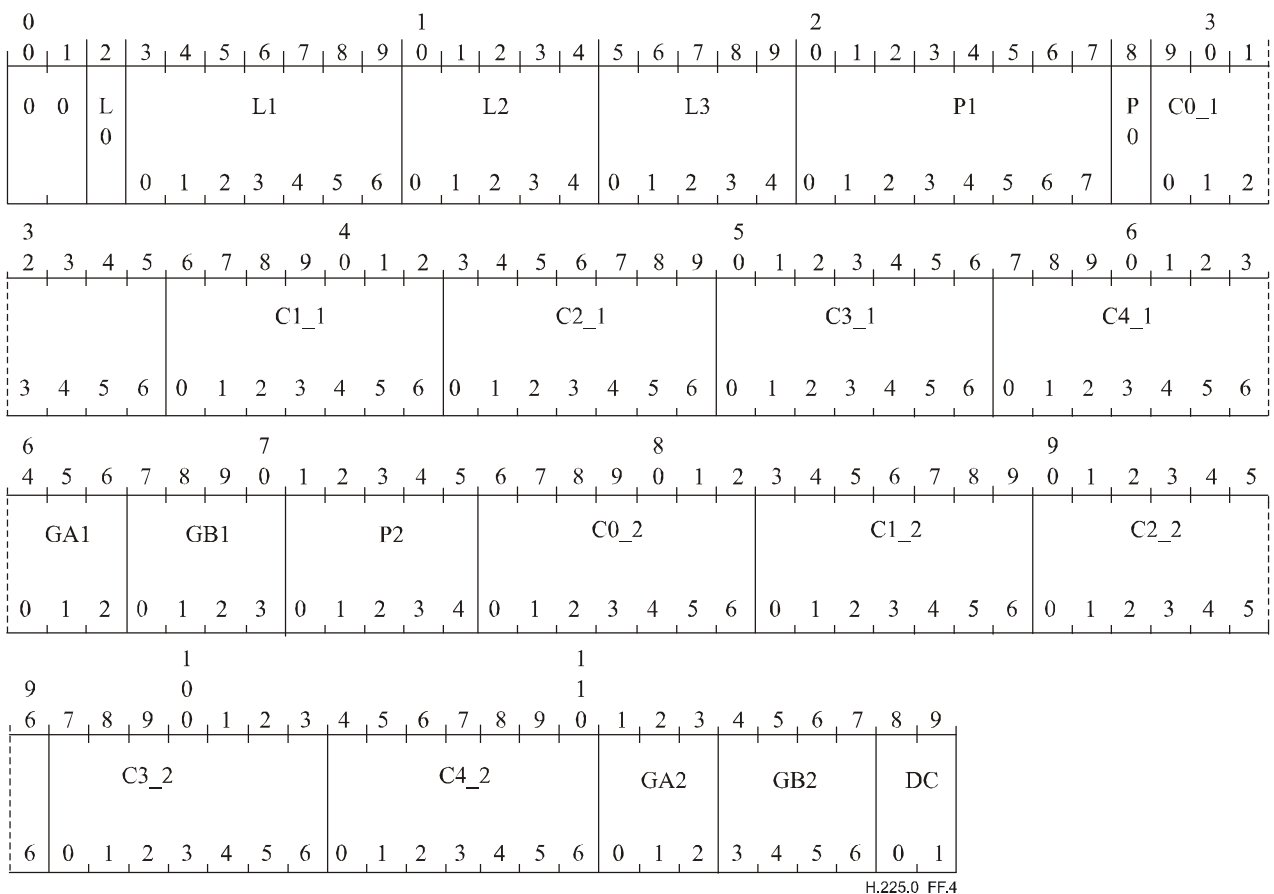 0 1 2 3
0 1 2 3 4 5 6 7 8 9 0 1 2 3 4 5 6 7 8 9 0 1 2 3 4 5 6 7 8 9 0 1
0 0 L L1 L2 L3 P1 P C0_1
0 0
0 1 2 3 4 5 6 0 1 2 3 4 0 1 2 3 4 0 1 2 3 4 5 6 7 0 1 2
3 4 5 6
2 3 4 5 6 7 8 9 0 1 2 3 4 5 6 7 8 9 0 1 2 3 4 5 6 7 8 9 0 1 2 3
C1_1 C2_1 C3_1 C4_1
3 4 5 6 0 1 2 3 4 5 6 0 1 2 3 4 5 6 0 1 2 3 4 5 6 0 1 2 3 4 5 6
6 7 8 9
4 5 6 7 8 9 0 1 2 3 4 5 6 7 8 9 0 1 2 3 4 5 6 7 8 9 0 1 2 3 4 5
GA1 GB1 P2 C0_2 C1_2 C2_2
0 1 2 0 1 2 3 0 1 2 3 4 0 1 2 3 4 5 6 0 1 2 3 4 5 6 0 1 2 3 4 5
1 1
9 0 1
6 7 8 9 0 1 2 3 4 5 6 7 8 9 0 1 2 3 4 5 6 7 8 9
C3_2 C4_2 GA2 GB2 DC
6 0 1 2 3 4 5 6 0 1 2 3 4 5 6 0 1 2 3 4 5 6 0 1
H.225.0 FF.4